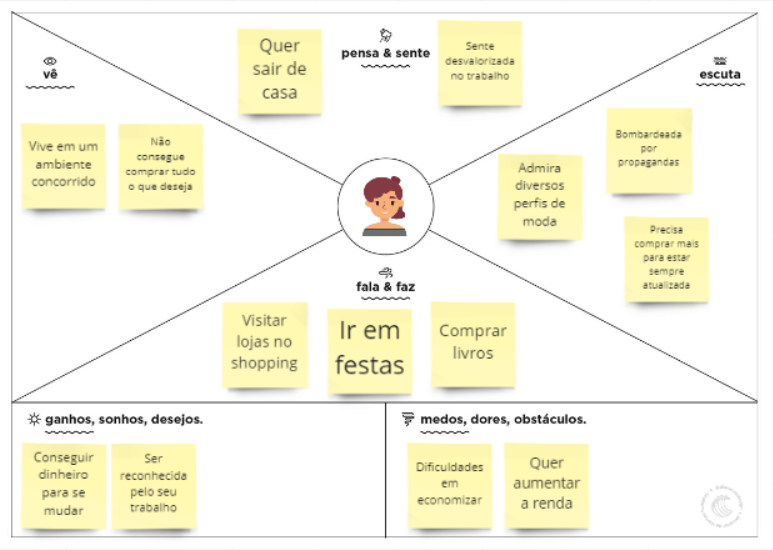 pensa & sente
Quer
sair de
casa
Sente
desvalorizada
no trabalho
vê
Vive em um
ambiente
concorrido
Não
consegue
comprar tudo
o que deseja
escuta
Bombardeada
por
propagandas
Admira
diversos
perfis de
moda
Precisa
comprar mais
para estar
sempre
atualizada
fala & faz
Visitar
lojas no
shopping
Ir em
festas
Comprar
livros
ganhos, sonhos, desejos.
Conseguir
dinheiro
para se
mudar
Ser
reconhecida
pelo seu
trabalho
medos, dores, obstáculos.
Dificuldades
em
economizar
Quer
aumentar
a renda